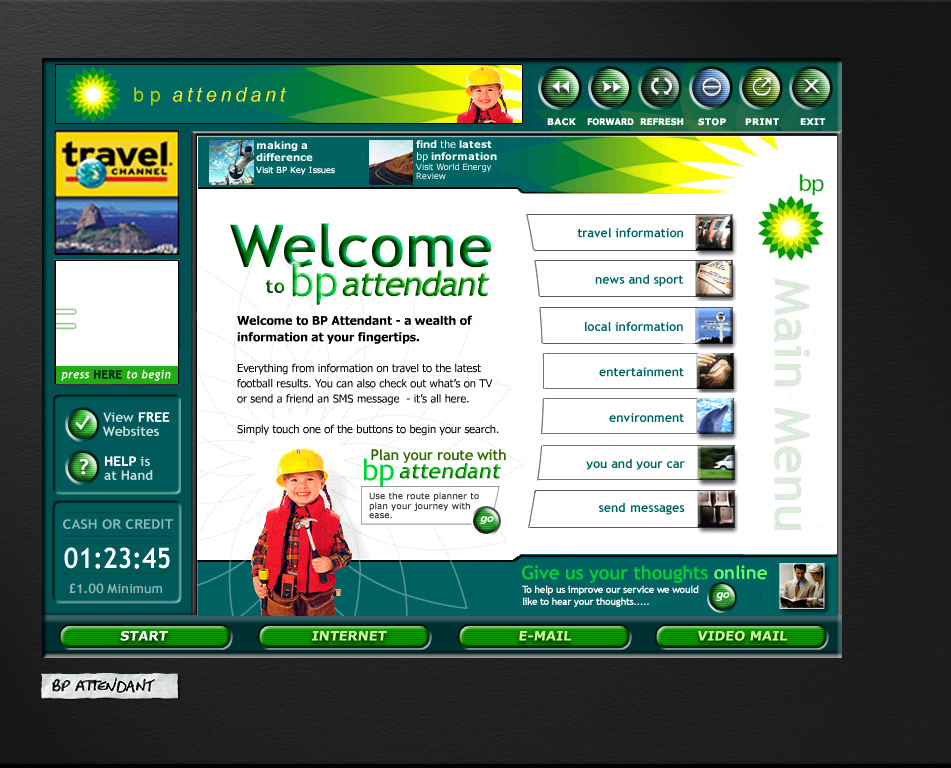 bp attendant
BACK FORWARD REFRESH STOP PRINT EXIT
travel.
CHANNEL
making a
difference
Visit BP Key Issues
find the latest
bp information
Visit World Energy
Review
bp
Main Menu
Welcome
to bp attendant
Welcome to BP Attendant - a wealth of
information at your fingertips.
Everything from information on travel to the latest
football results. You can also check out what's on TV
or send a friend an SMS message - it's all here.
Simply touch one of the buttons to begin your search.
travel information
news and sport
local information
entertainment
environment
you and your car
send messages
press HERE to begin
View FREE
Websites
?
HELP is
at Hand
CASH OR CREDIT
01:23:45
£1.00 Minimum
Plan your route with
bp attendant
Use the route planner to
plan your journey with
ease.
go
Give us your thoughts online
To help us improve our service we would
like to hear your thoughts.....
go
START INTERNET E-MAIL VIDEO MAIL
BP ATTENDANT